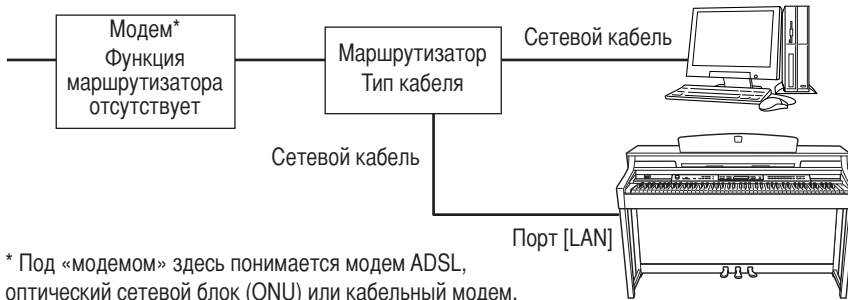 Модем*
Функция
маршрутизатора
отсутствует
Маршрутизатор
Тип кабеля
Сетевой кабель
Сетевой кабель
Порт [LAN]
* Под «модемом» здесь понимается модем ADSL,
оптический сетевой блок (ONU) или кабельный модем.